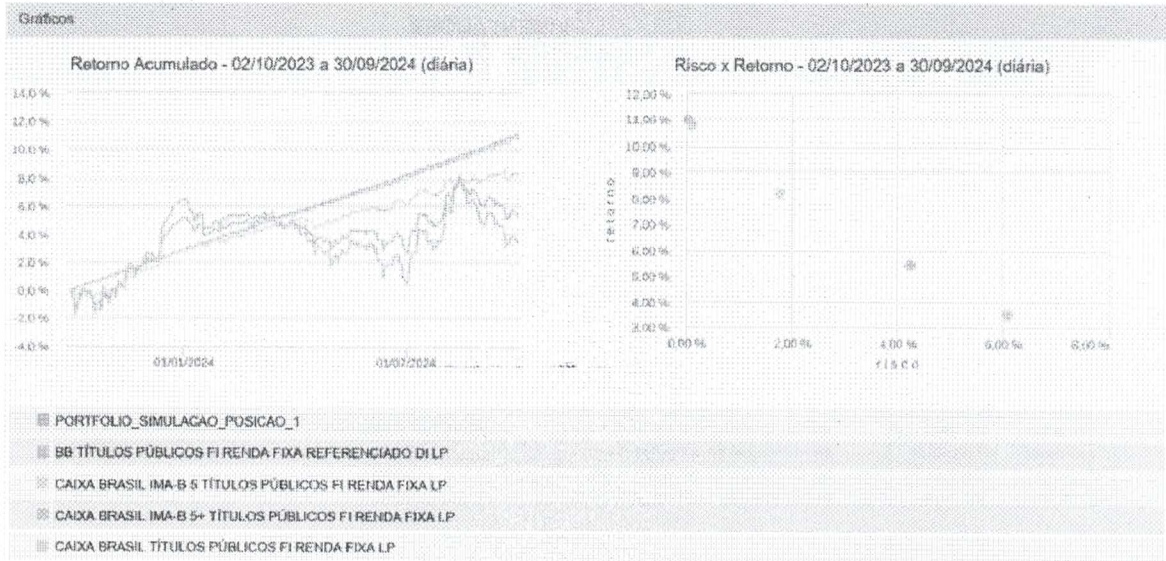 Gráficos
Retorno Acumulado - 02/10/2023 a 30/09/2024 (diária)
14,0 %
12,0 %
10,0 %
8,0 %
6,0 %
4,0 %
2,0 %
0,0 %
-2,0 %
-4,0 %
01/01/2024
01/07/2024
Risco x Retorno - 02/10/2023 a 30/09/2024 (diária)
12,00 %
11,00 %
10,00 %
9,00 %
8,00 %
7,00 %
6,00 %
5,00 %
4,00 %
3,00 %
retorno
0,00 %
2,00 %
4,00 %
6,00 %
8,00 %
risco
PORTFOLIO_SIMULACAO_POSICAO_1
BB TÍTULOS PÚBLICOS FI RENDA FIXA REFERENCIADO DI LP
CAIXA BRASIL IMA-B 5 TÍTULOS PÚBLICOS FI RENDA FIXA LP
CAIXA BRASIL IMA-B 5+ TÍTULOS PÚBLICOS FI RENDA FIXA LP
CAIXA BRASIL TÍTULOS PÚBLICOS FI RENDA FIXA LP